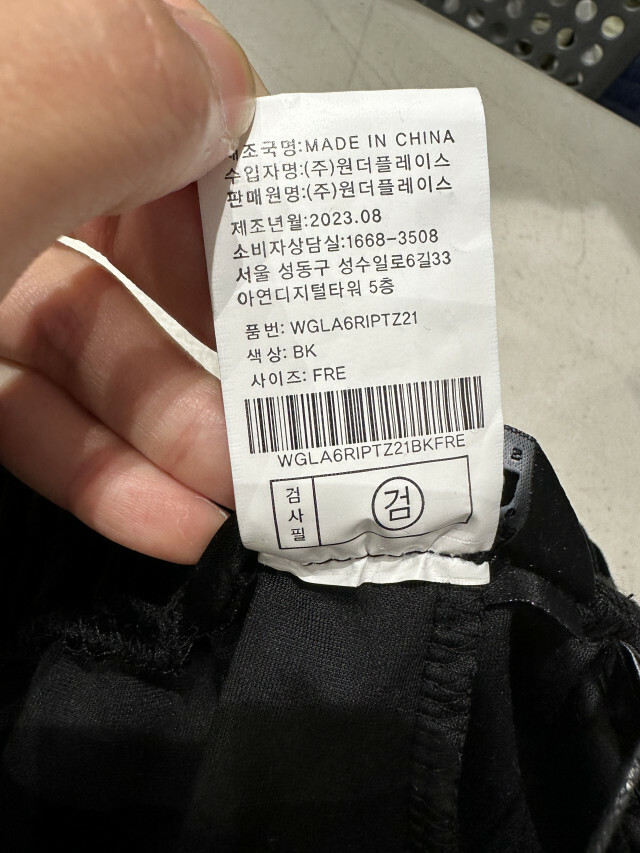 제조국명:MADE IN CHINA
수입자명:(주)원더플레이스
판매원명:(주)원더플레이스
제조년월:2023.08
소비자상담실:1668-3508
서울 성동구 성수일로6길33
아연디지털타워 5층
품번: WGLA6RIPTZ21
색상: BK
사이즈: FRE
WGLA6RIPTZ21BKFRE
검사필
검